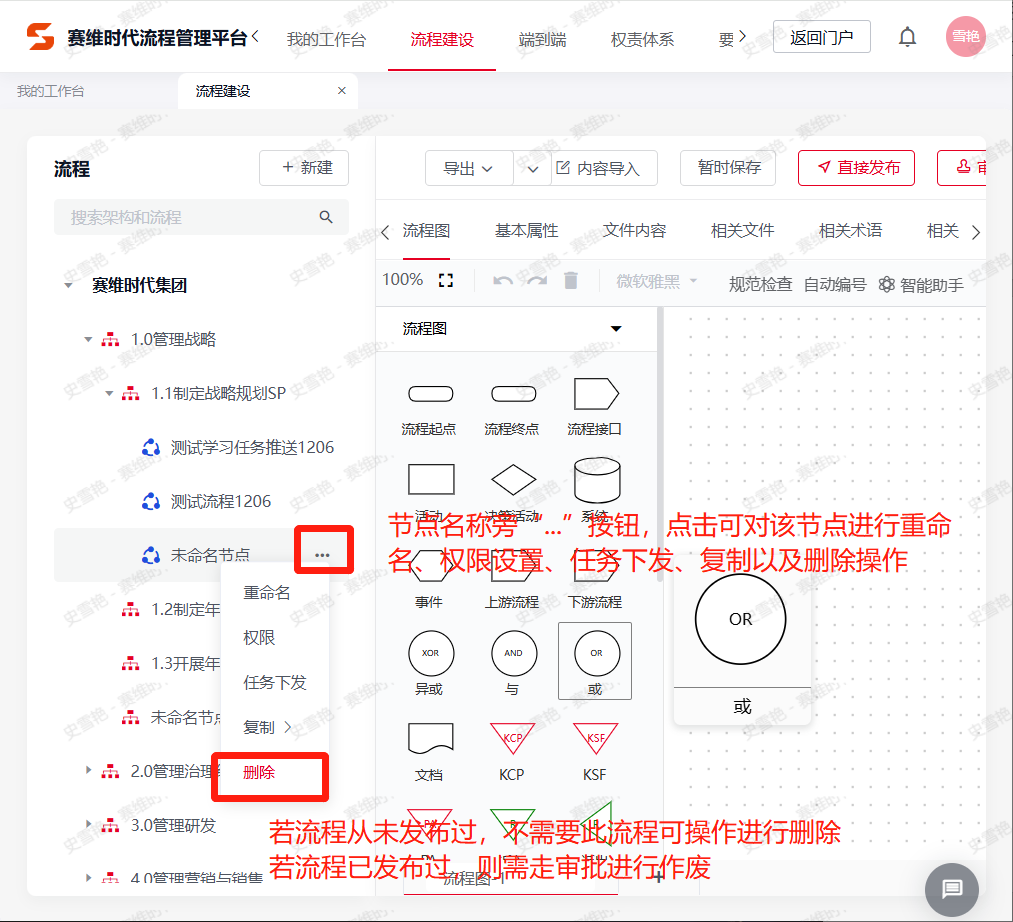 赛维时代流程管理平台
我的工作台
流程建设
端到端
权责体系
要
返回门户
雪艳
我的工作台
流程建设
×
流程
+ 新建
导出
内容导入
暂时保存
直接发布
审
搜索架构和流程
流程图
基本属性
文件内容
相关文件
相关术语
相关
100%
微软雅黑
规范检查
自动编号
智能助手
赛维时代集团
1.0管理战略
1.1制定战略规划SP
测试学习任务推送1206
测试流程1206
未命名节点
...
重命名
权限
任务下发
复制
删除
1.2制定年
1.3开展年
未命名节点
2.0管理治理
3.0管理研发
4.0管理营销与销售
流程图
流程起点
流程终点
流程接口
活动
决策活动
系统
节点名称旁“...”按钮，点击可对该节点进行重命
名、权限设置、任务下发、复制以及删除操作
事件
上游流程
下游流程
XOR
AND
OR
异或
与
或
OR
或
文档
KCP
KCP
KSF
KSF
若流程从未发布过，不需要此流程可操作进行删除
若流程已发布过，则需走审批进行作废
流程图-1
+
史雪艳 - 赛维时